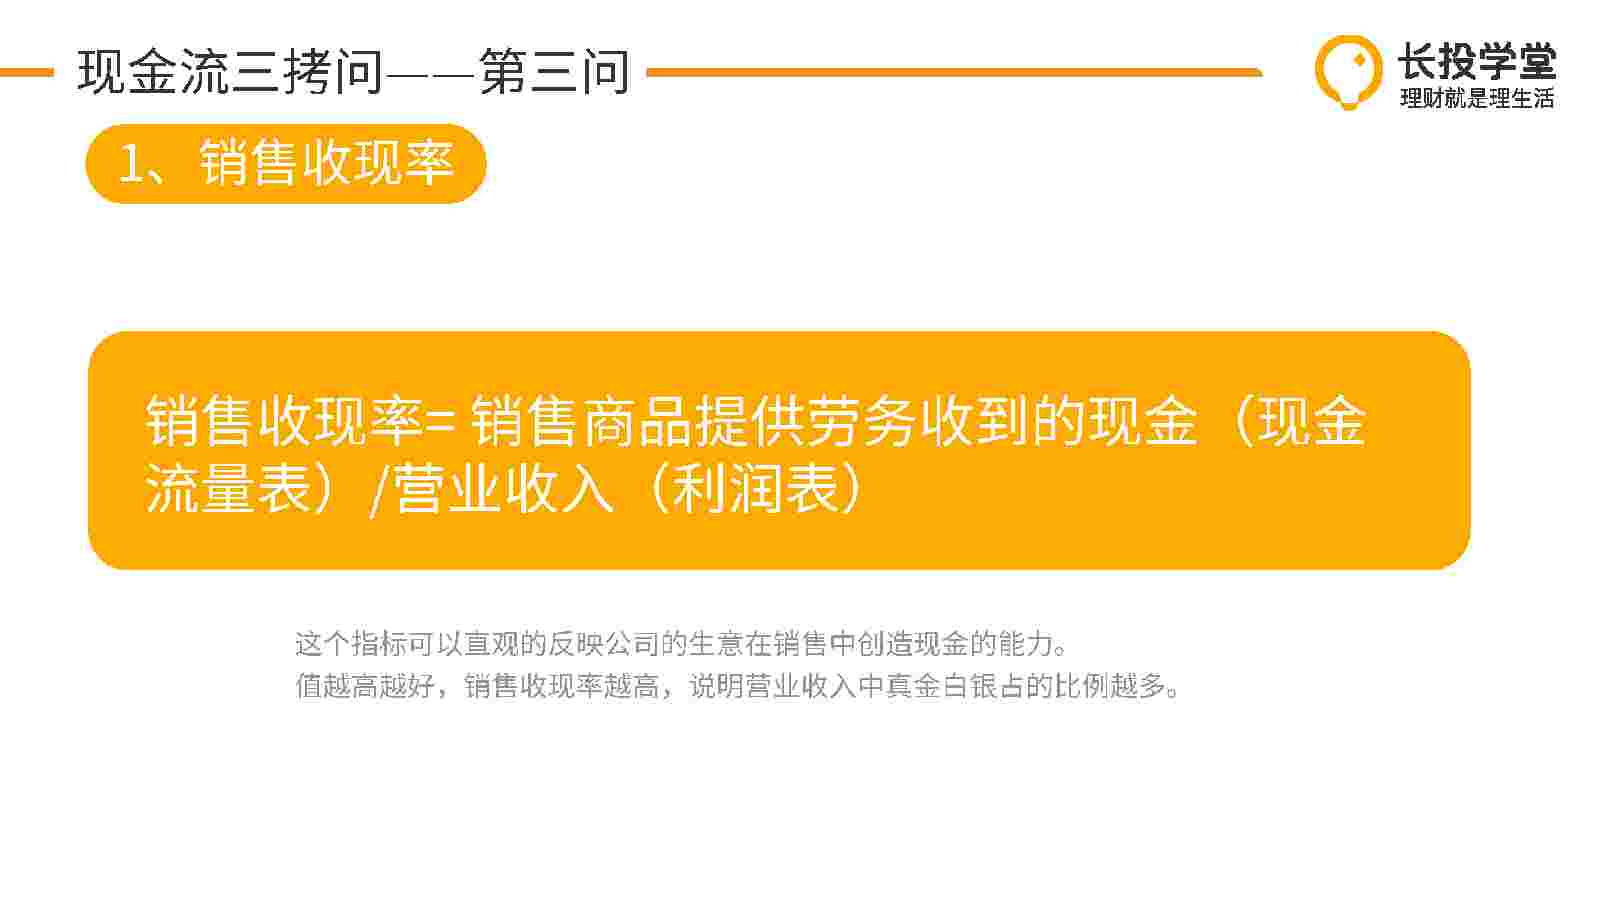 现金流三拷问——第三问
长投学堂
理财就是理生活
1、销售收现率
销售收现率= 销售商品提供劳务收到的现金（现金
流量表）/营业收入（利润表）
这个指标可以直观的反映公司的生意在销售中创造现金的能力。
值越高越好，销售收现率越高，说明营业收入中真金白银占的比例越多。